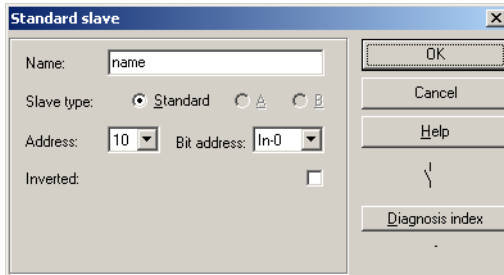 Standard slave
Name: name
Slave type: Standard A B
Address: 10 Bit address: In-0
Inverted:
OK
Cancel
Help
Diagnosis index
-